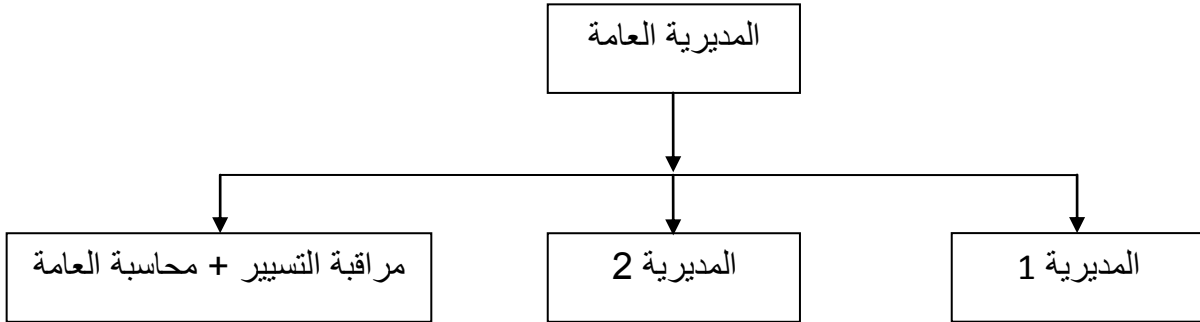 المديرية العامة
المديرية 1
المديرية 2
مراقبة التسيير + محاسبة العامة